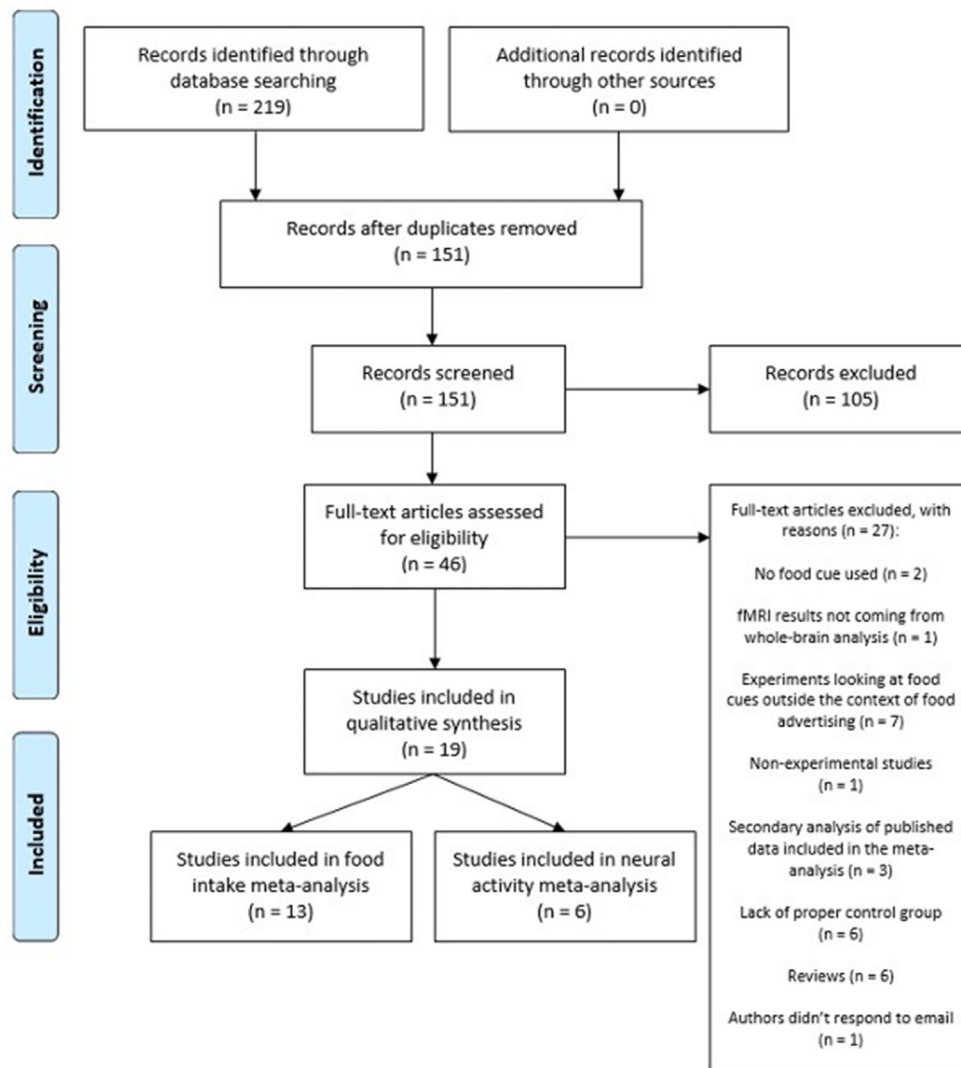 Identification
Records identified through
database searching
(n = 219)
Additional records identified
through other sources
(n = 0)
Records after duplicates removed
(n = 151)
Screening
Records screened
(n = 151)
Records excluded
(n = 105)
Eligibility
Full-text articles assessed
for eligibility
(n = 46)
Full-text articles excluded, with
reasons (n = 27):
No food cue used (n = 2)
fMRI results not coming from
whole-brain analysis (n = 1)
Experiments looking at food
cues outside the context of food
advertising (n = 7)
Non-experimental studies
(n = 1)
Secondary analysis of published
data included in the meta-
analysis (n = 3)
Lack of proper control group
(n = 6)
Reviews (n = 6)
Authors didn't respond to email
(n = 1)
Studies included in
qualitative synthesis
(n = 19)
Included
Studies included in food
intake meta-analysis
(n = 13)
Studies included in neural
activity meta-analysis
(n = 6)